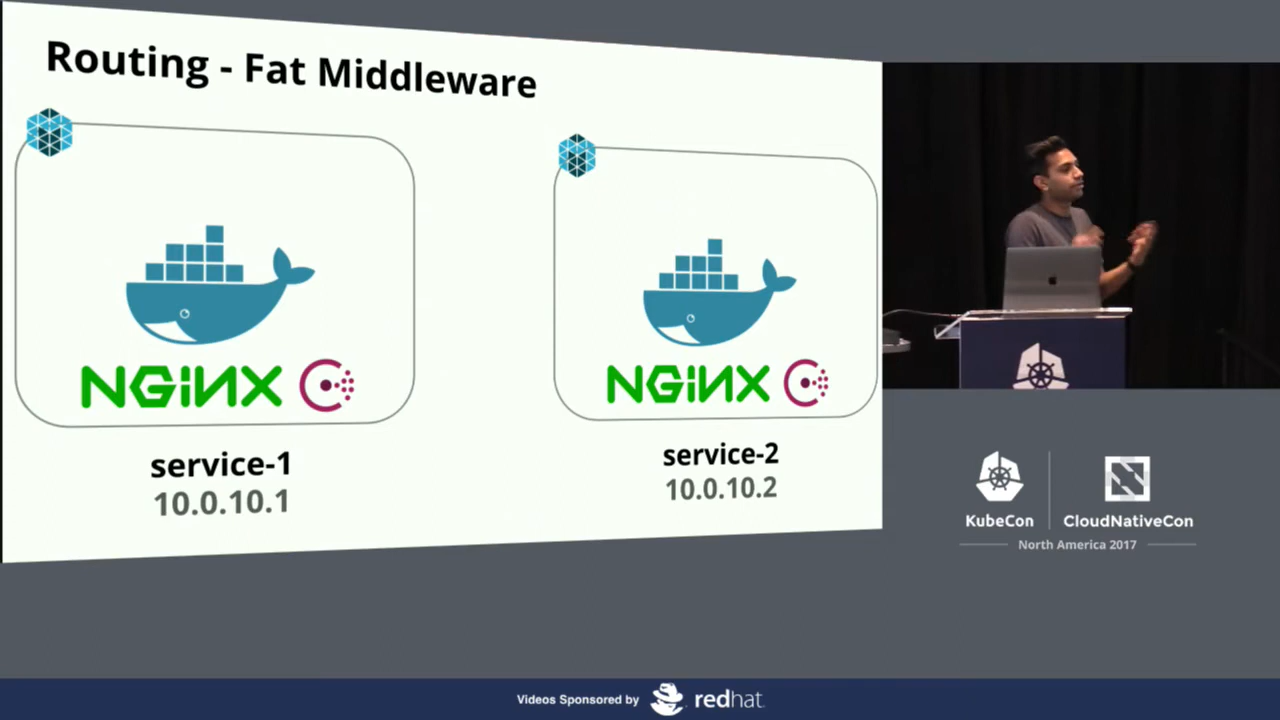 Routing - Fat Middleware
NGiNX
service-1
10.0.10.1
NGiNX
service-2
10.0.10.2
KubeCon
CloudNativeCon
North America 2017
Videos Sponsored by redhat.